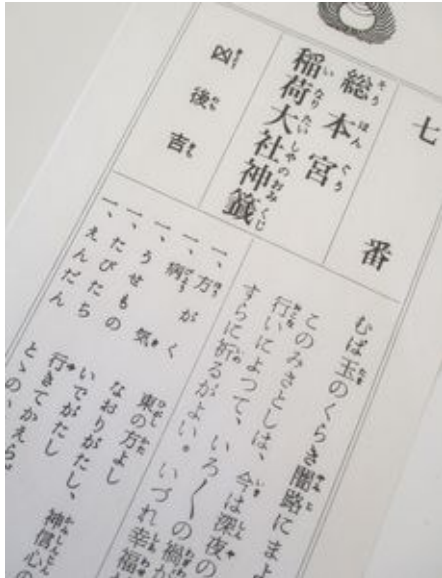 七番
総本宮
稲荷大社神籤
凶後吉
むば玉のくらき闇路にまよ
このみさとしは、今は深夜の
行いによって、いろ〳〵の禍が
すらに祈るがよい。いづれ幸福
一、方がく 東の方よし
一、病気 なおりがたし、神信心の
一、うせもの いでがたし
一、たびたち 行きてかえら
一、えんだん とゝの